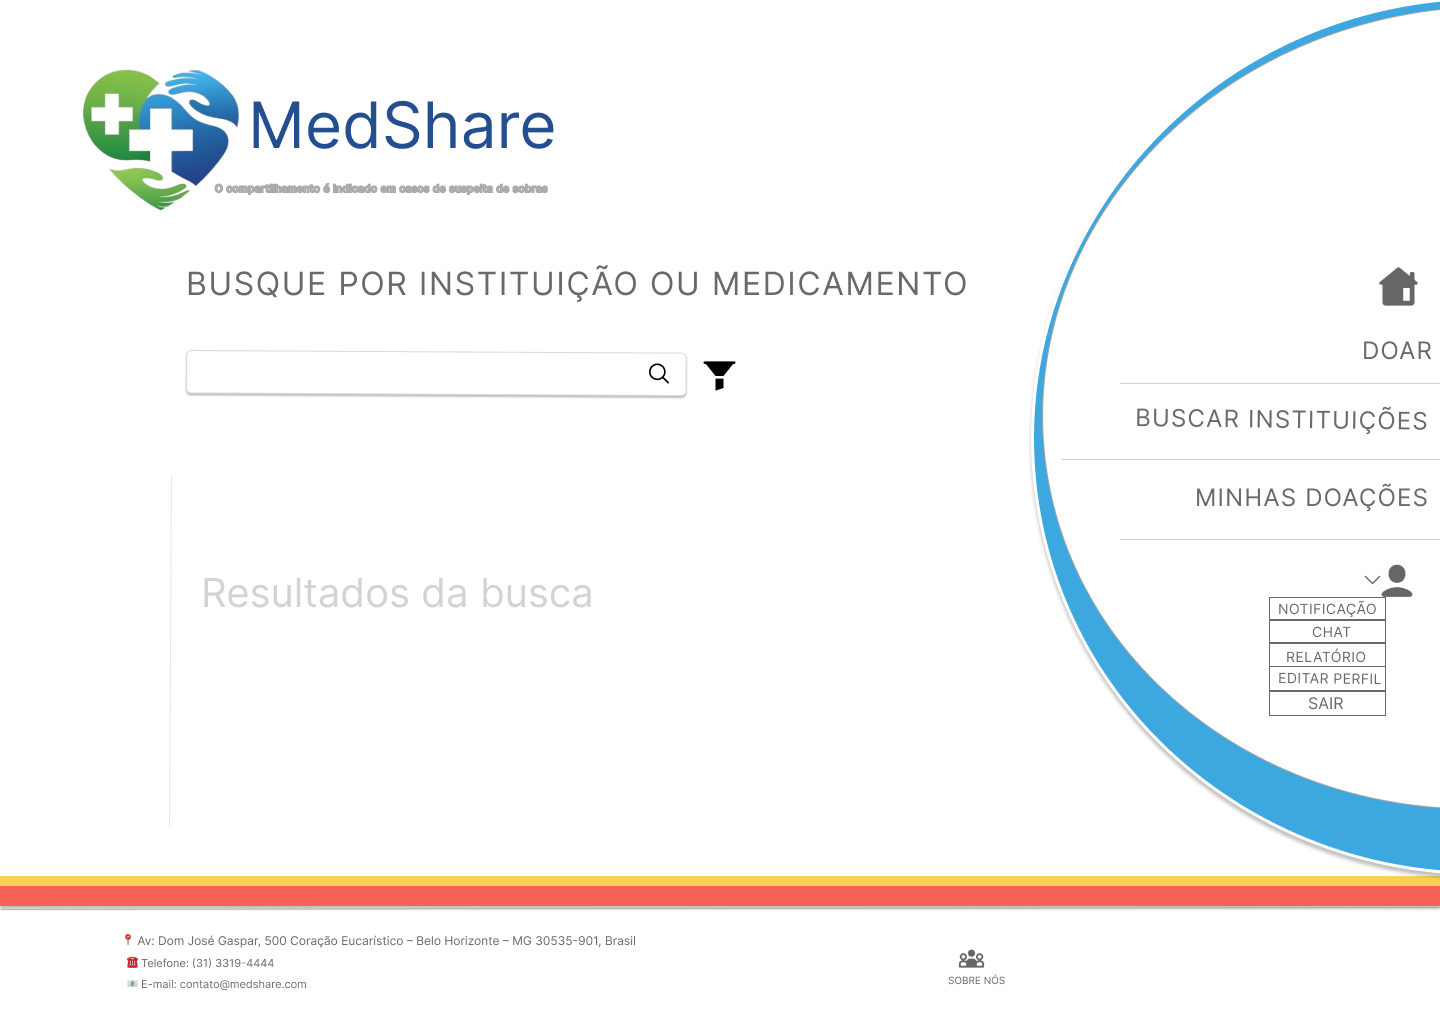 MedShare
O compartilhamento é indicado em casos de suspeita de sobras
BUSQUE POR INSTITUIÇÃO OU MEDICAMENTO
DOAR
BUSCAR INSTITUIÇÕES
MINHAS DOAÇÕES
Resultados da busca
NOTIFICAÇÃO
CHAT
RELATÓRIO
EDITAR PERFIL
SAIR
Av: Dom José Gaspar, 500 Coração Eucarístico – Belo Horizonte – MG 30535-901, Brasil
Telefone: (31) 3319-4444
E-mail: contato@medshare.com
SOBRE NÓS